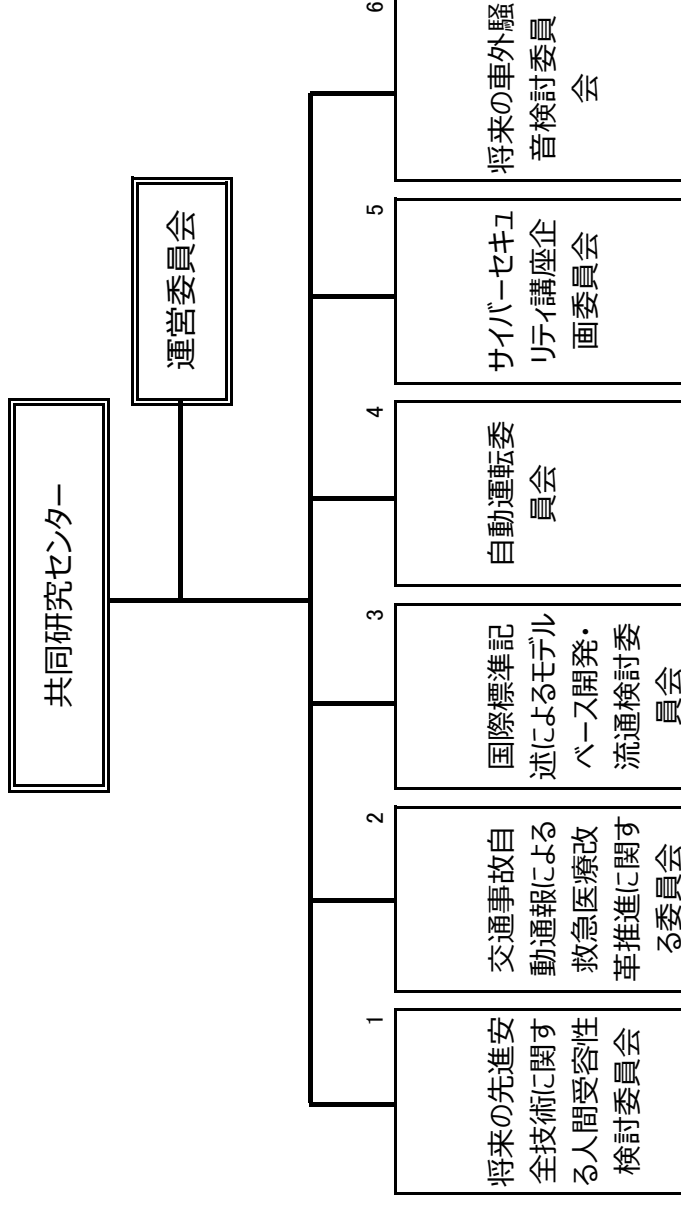 共同研究センター
運営委員会
1
将来の先進安
全技術に関す
る人間受容性
検討委員会
2
交通事故自
動通報による
救急医療改
革推進に関す
る委員会
3
国際標準記
述によるモデル
ベース開発・
流通検討委
員会
4
自動運転委
員会
5
サイバーセキュ
リティ講座企
画委員会
6
将来の車外騒
音検討委員
会